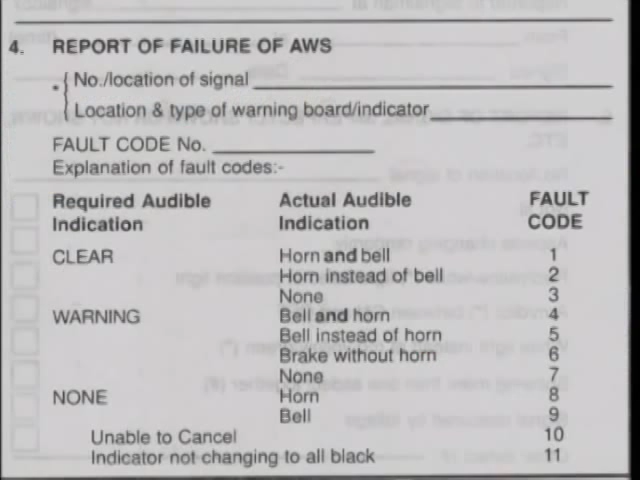 4. REPORT OF FAILURE OF AWS
* { No./location of signal
Location & type of warning board/indicator
FAULT CODE No.
Explanation of fault codes:-
Required Audible Indication Actual Audible Indication FAULT CODE
CLEAR Horn and bell 1
Horn instead of bell 2
None 3
WARNING Bell and horn 4
Bell instead of horn 5
Brake without horn 6
None 7
NONE Horn 8
Bell 9
Unable to Cancel 10
Indicator not changing to all black 11